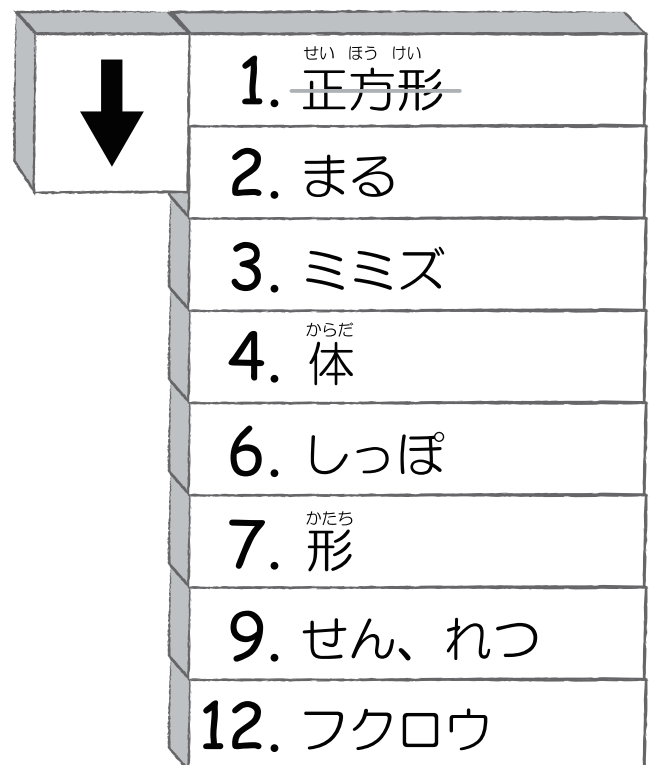 せい ほう けい
1. 正方形
2. まる
3. ミミズ
からだ
4. 体
6. しっぽ
かたち
7. 形
9. せん、れつ
12. フクロウ